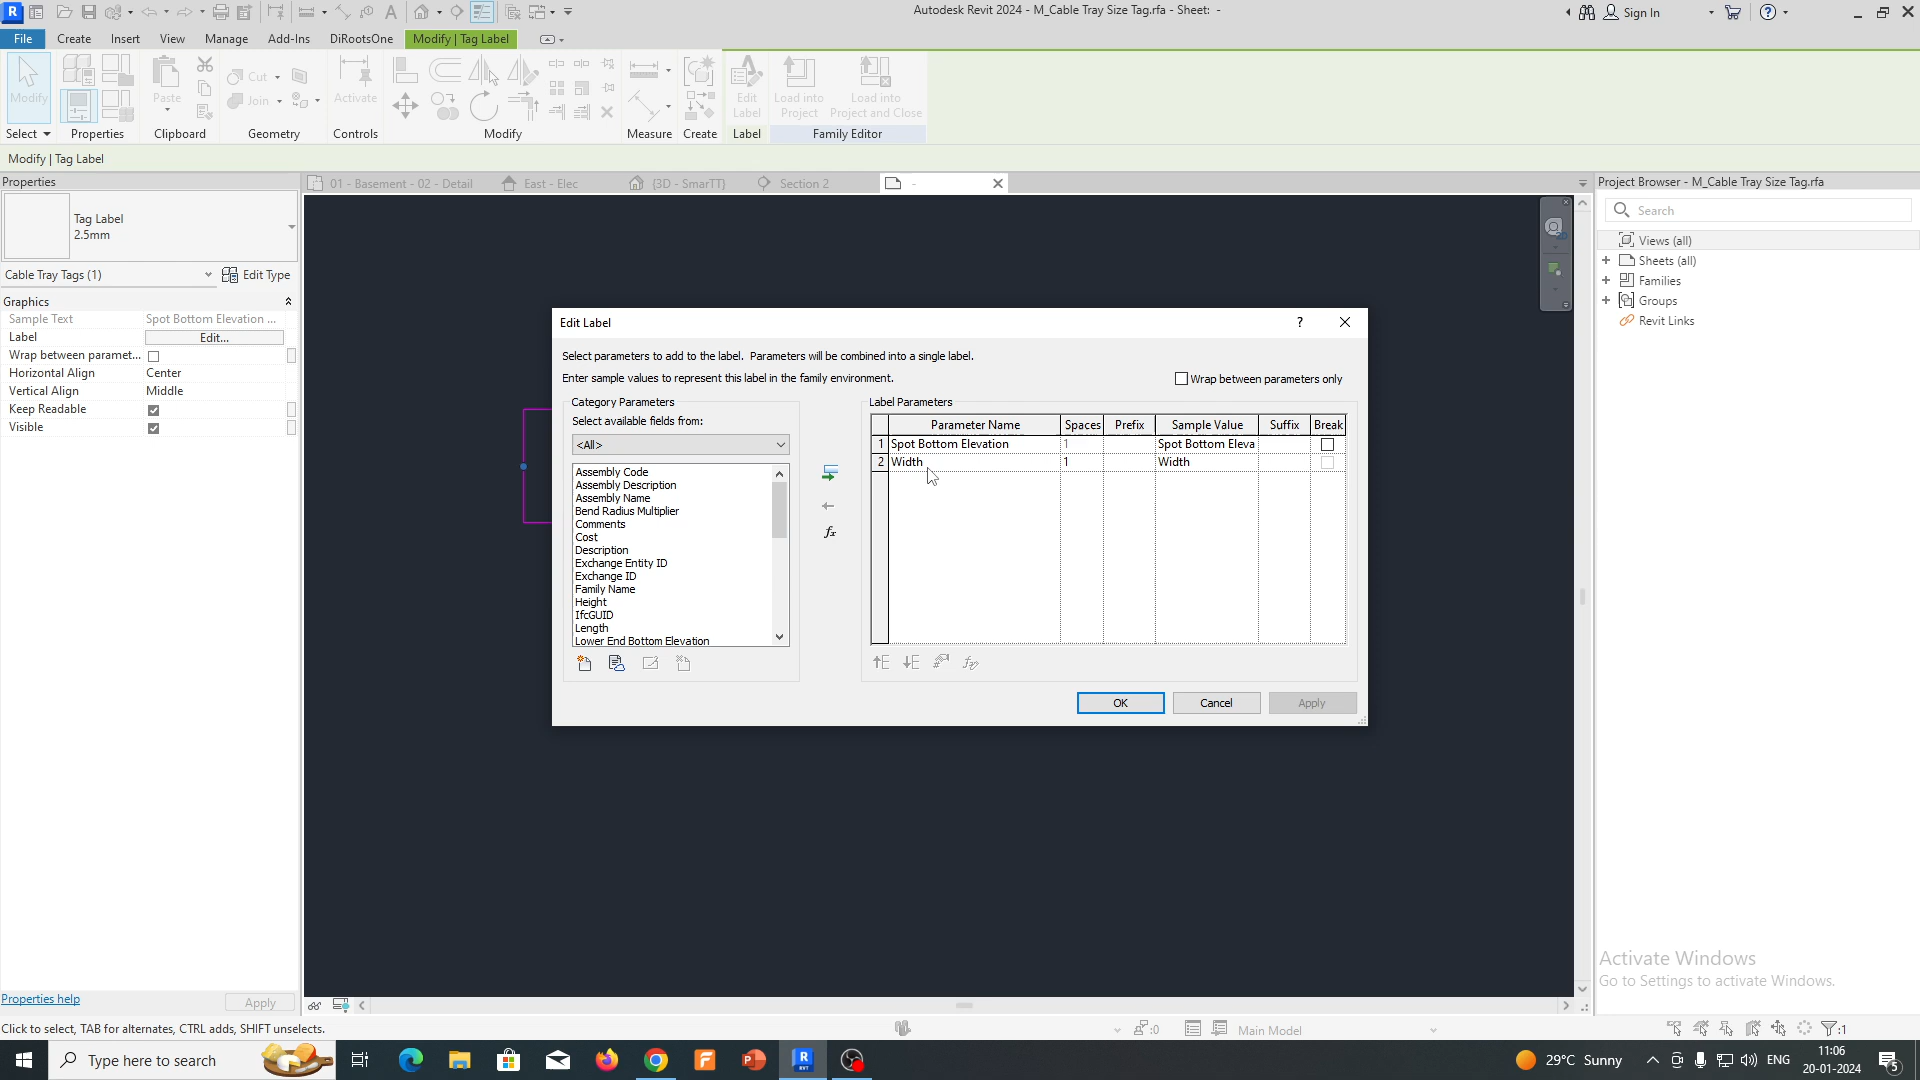 Autodesk Revit 2024 - M_Cable Tray Size Tag.rfa - Sheet: -
Sign In
File Create Insert View Manage Add-Ins DiRootsOne Modify | Tag Label
Modify Paste Cut Join Activate Edit Label Load into Project Load into Project and Close
Select Properties Clipboard Geometry Controls Modify Measure Create Label Family Editor
Modify | Tag Label
Properties
01 - Basement - 02 - Detail East - Elec {3D - SmarTT} Section 2 -
Project Browser - M_Cable Tray Size Tag.rfa
Tag Label
2.5mm
Search
Cable Tray Tags (1) Edit Type
Views (all)
Sheets (all)
Families
Groups
Revit Links
Graphics
Sample Text Spot Bottom Elevation ...
Label Edit...
Wrap between paramet...
Horizontal Align Center
Vertical Align Middle
Keep Readable
Visible
Edit Label
Select parameters to add to the label. Parameters will be combined into a single label.
Enter sample values to represent this label in the family environment.
Wrap between parameters only
Category Parameters
Select available fields from:
<All>
Assembly Code
Assembly Description
Assembly Name
Bend Radius Multiplier
Comments
Cost
Description
Exchange Entity ID
Exchange ID
Family Name
Height
IfcGUID
Length
Lower End Bottom Elevation
Label Parameters
Parameter Name Spaces Prefix Sample Value Suffix Break
1 Spot Bottom Elevation 1 Spot Bottom Eleva
2 Width 1 Width
OK Cancel Apply
Activate Windows
Go to Settings to activate Windows.
Properties help Apply
Click to select, TAB for alternates, CTRL adds, SHIFT unselects.
:0 Main Model :1
Type here to search
29°C Sunny ENG 11:06
20-01-2024
5